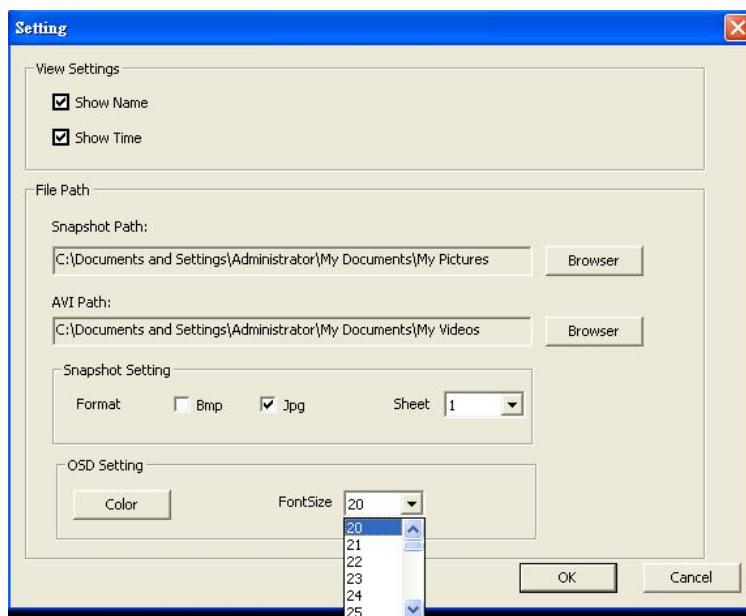 Setting
View Settings
Show Name
Show Time
File Path
Snapshot Path:
C:\Documents and Settings\Administrator\My Documents\My Pictures
Browser
AVI Path:
C:\Documents and Settings\Administrator\My Documents\My Videos
Browser
Snapshot Setting
Format Bmp Jpg Sheet 1
OSD Setting
Color FontSize 20
20
21
22
23
24
25
OK Cancel